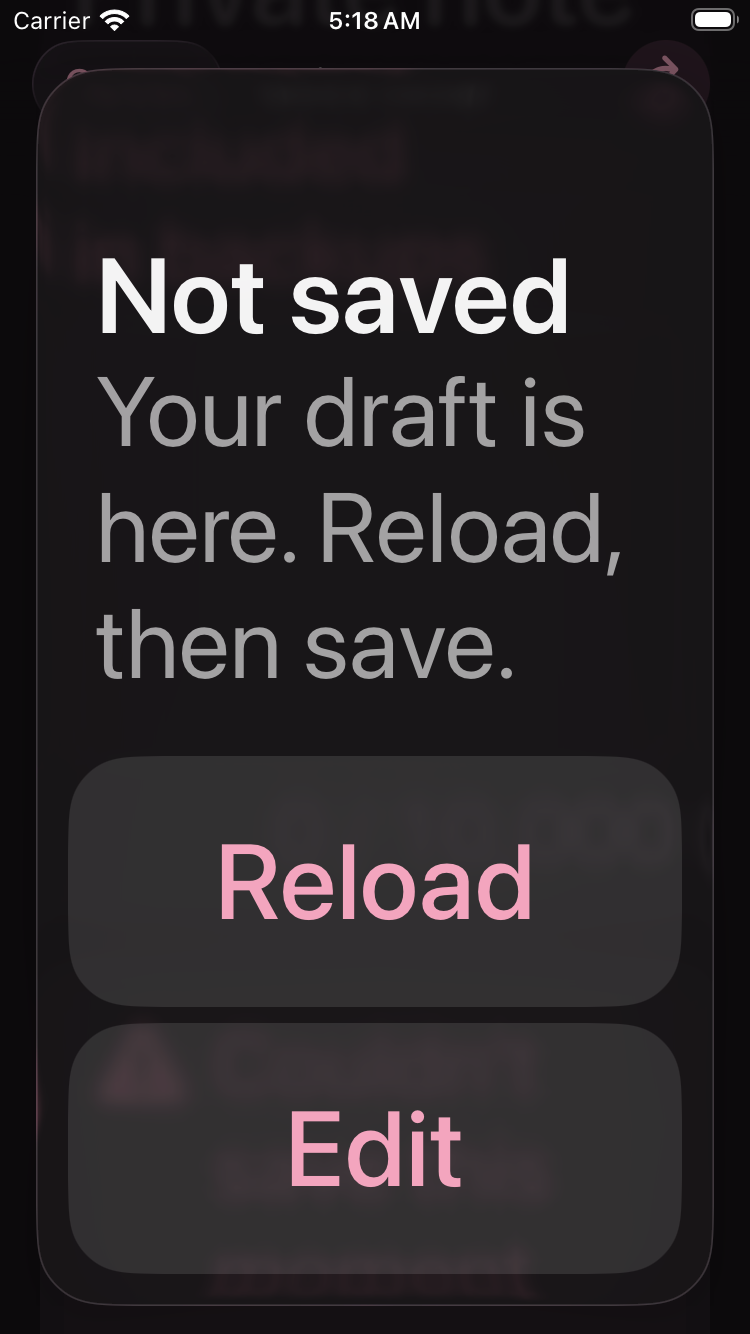 Carrier
5:18 AM
Not saved
Your draft is
here. Reload,
then save.
Reload
Edit